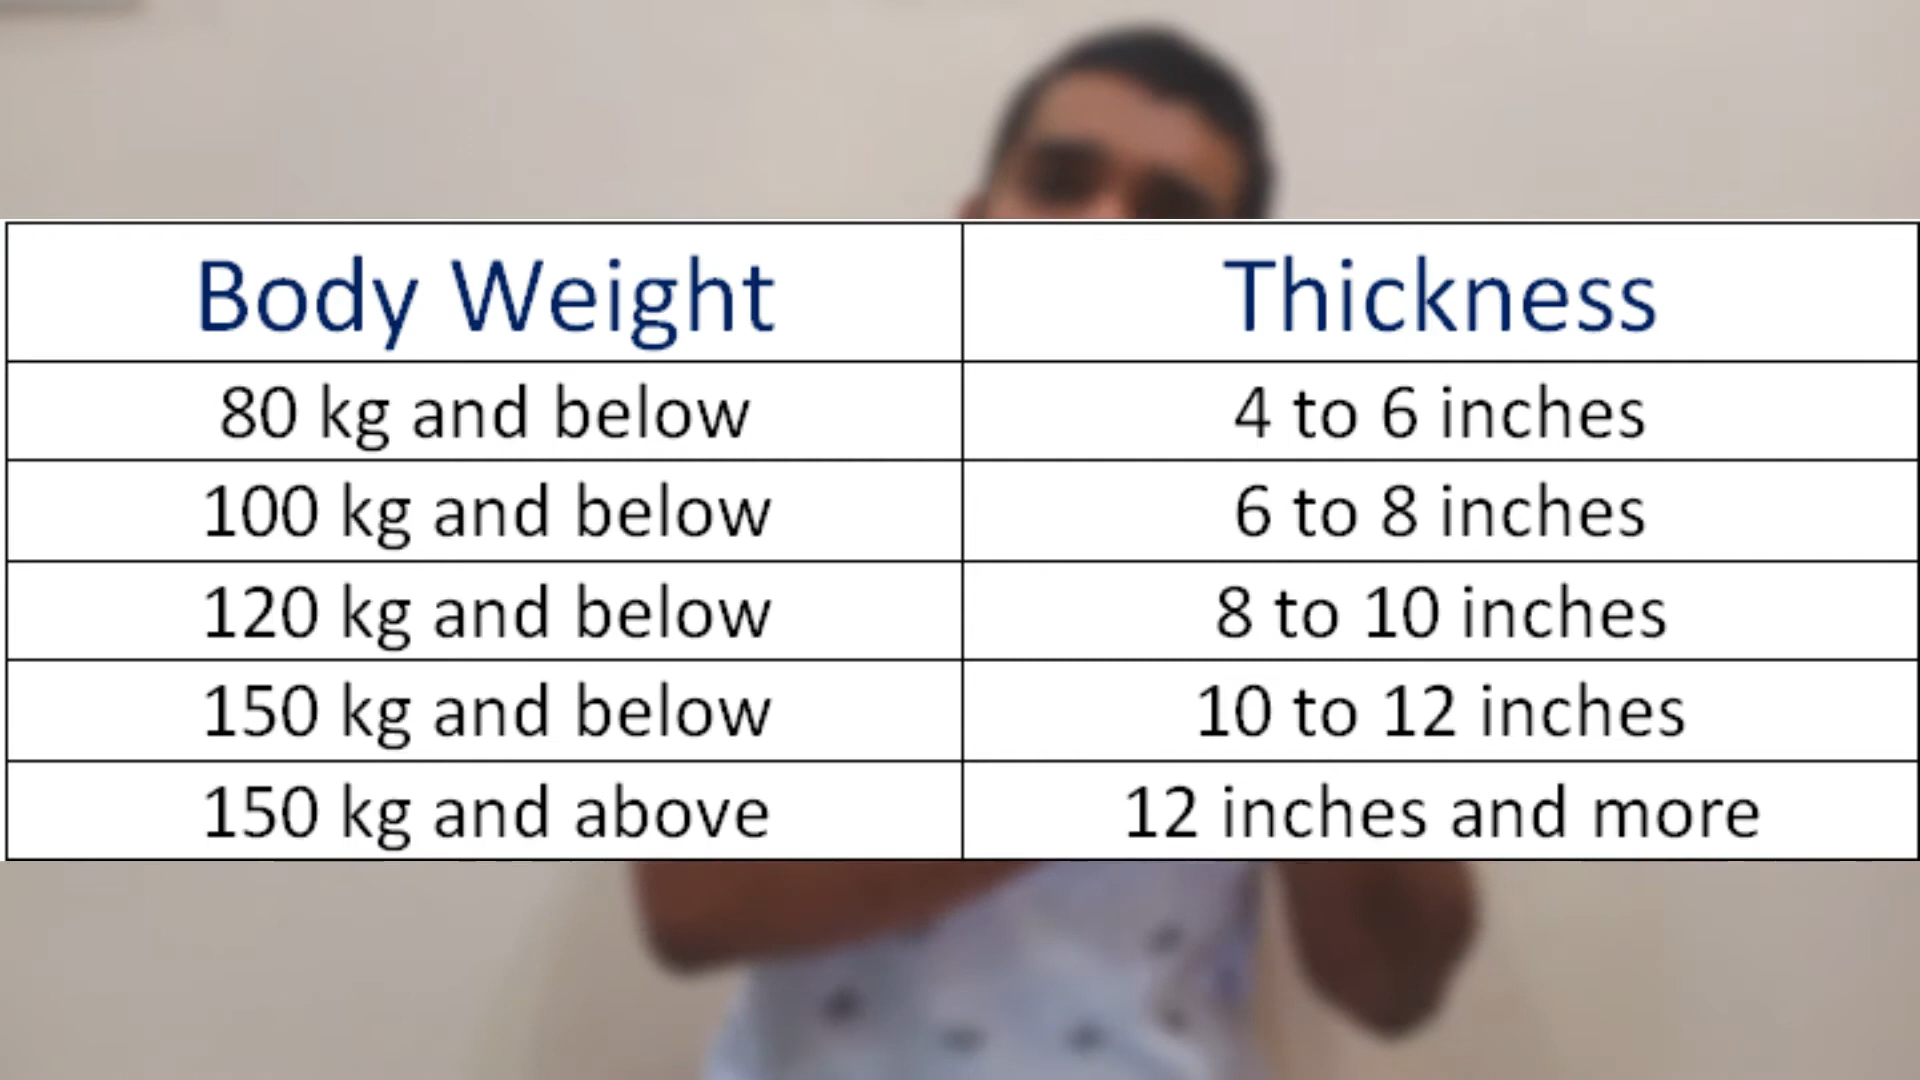 Body Weight Thickness
80 kg and below 4 to 6 inches
100 kg and below 6 to 8 inches
120 kg and below 8 to 10 inches
150 kg and below 10 to 12 inches
150 kg and above 12 inches and more